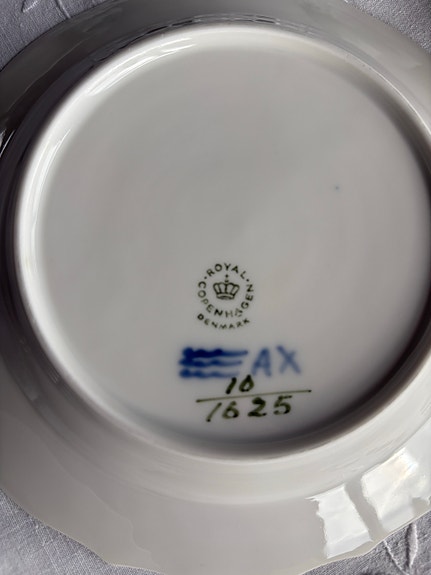 ROYAL
COPENHAGEN
DENMARK
AX
10
1625